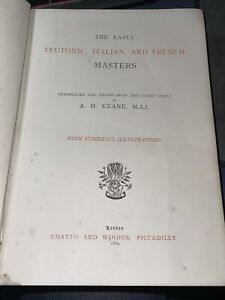 THE EARLY
TEUTONIC, ITALIAN, AND FRENCH
MASTERS
TRANSLATED AND EDITED FROM THE DOHME SERIES
BY
A. H. KEANE, M.A.I.
WITH NUMEROUS ILLUSTRATIONS
London
CHATTO AND WINDUS, PICCADILLY